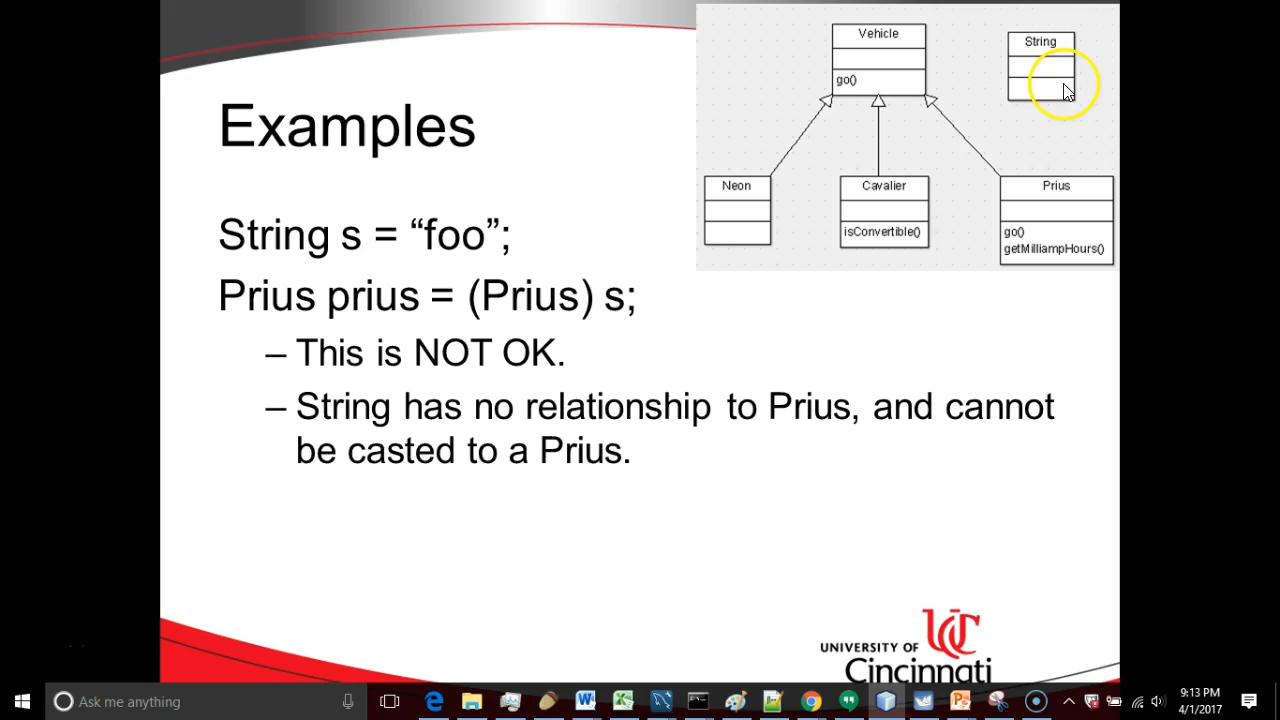 Vehicle
go()
String
Examples
Neon
Cavalier
isConvertible()
Prius
go()
getMilliampHours()
String s = “foo”;
Prius prius = (Prius) s;
– This is NOT OK.
– String has no relationship to Prius, and cannot
be casted to a Prius.
UNIVERSITY OF
Cincinnati
Ask me anything
9:13 PM
4/1/2017